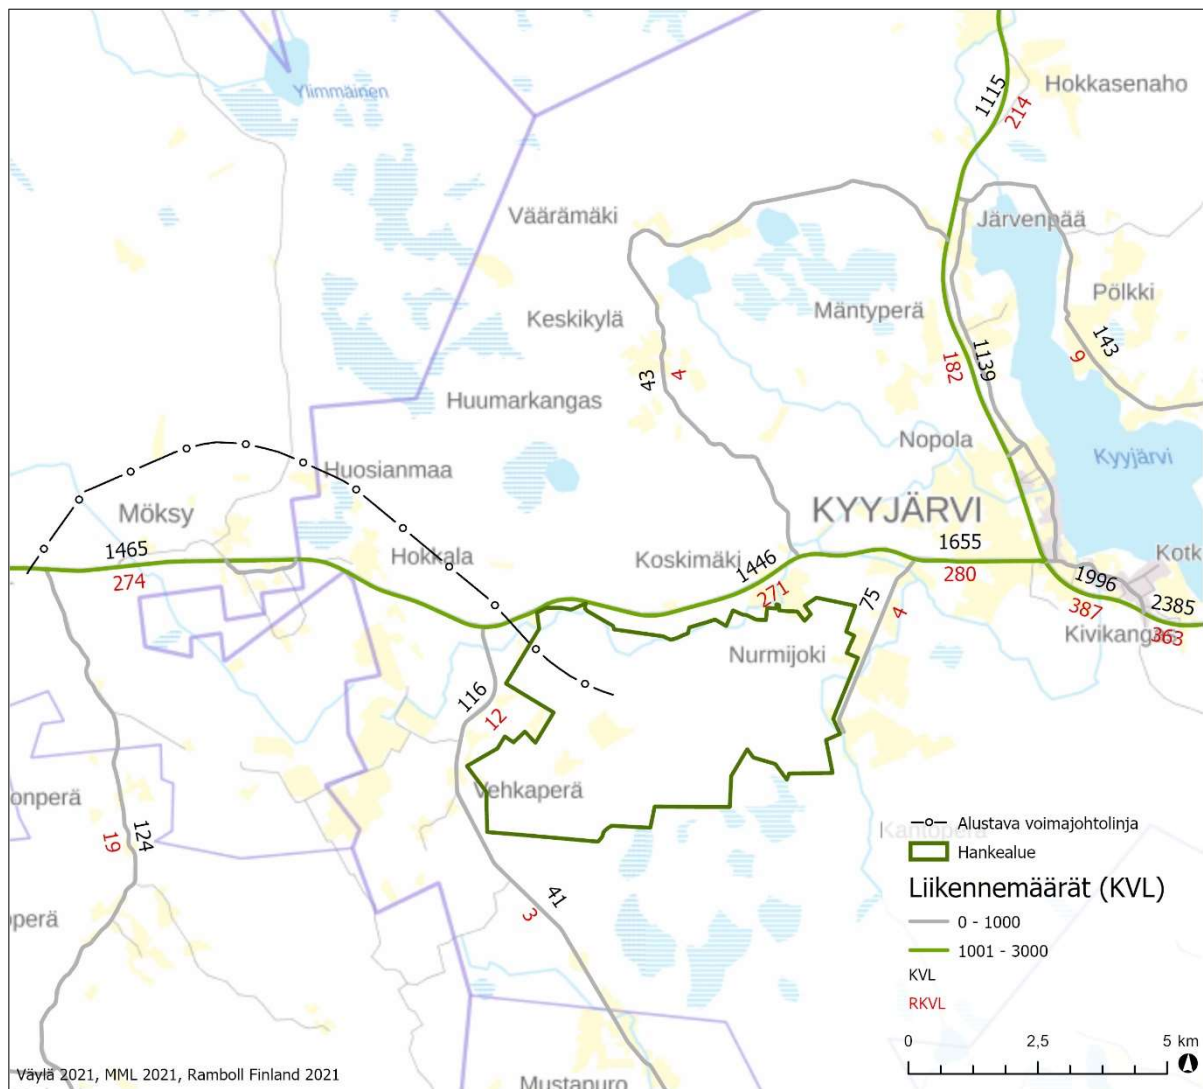 Ylimmäinen
Hokkasenaho
1115
214
Väärämäki
Järvenpää
Keskikylä
Mäntyperä
Pölkki
143
9
1139
182
43
4
Huumarkangas
Nopola
Kyyjärvi
Huosianmaa
Möksy
KYYJÄRVI
1465
274
Hokkala
Koskimäki
1446
271
1655
280
Kotk
1996
387
2385
363
Kivikangas
75
4
Nurmijoki
116
12
Vehkaperä
onperä
124
19
Kantoperä
41
3
operä
Mustapuro
Alustava voimajohtolinja
Hankealue
Liikennemäärät (KVL)
0 - 1000
1001 - 3000
KVL
RKVL
0 2,5 5 km
Väylä 2021, MML 2021, Ramboll Finland 2021